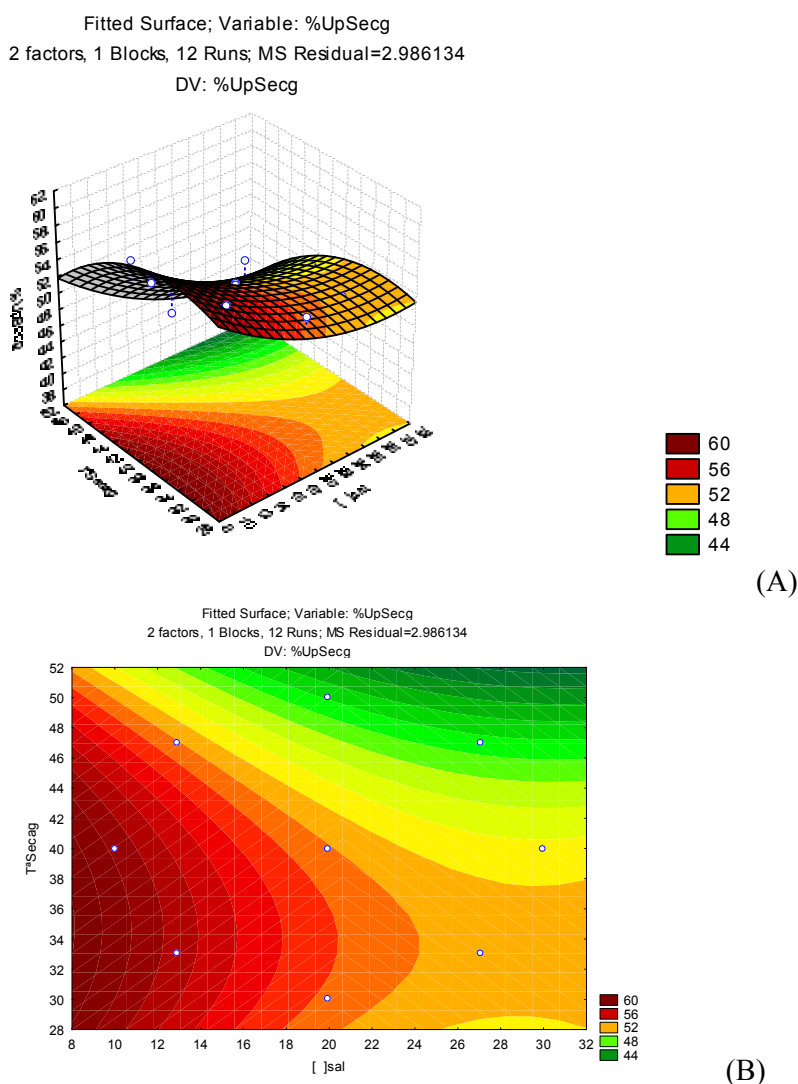 Fitted Surface; Variable: %UpSecg
2 factors, 1 Blocks, 12 Runs; MS Residual=2.986134
DV: %UpSecg
60
56
52
48
44
(A)
Fitted Surface; Variable: %UpSecg
2 factors, 1 Blocks, 12 Runs; MS Residual=2.986134
DV: %UpSecg
52
50
48
46
44
42
40
38
36
34
32
30
28
TªSecag
8 10 12 14 16 18 20 22 24 26 28 30 32
[ ]sal
60
56
52
48
44
(B)